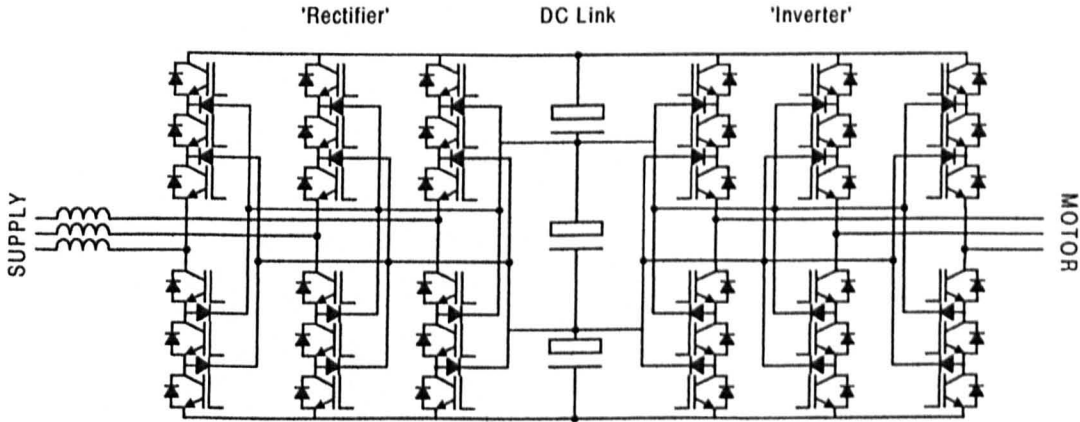 'Rectifier'
DC Link
'Inverter'
SUPPLY
MOTOR